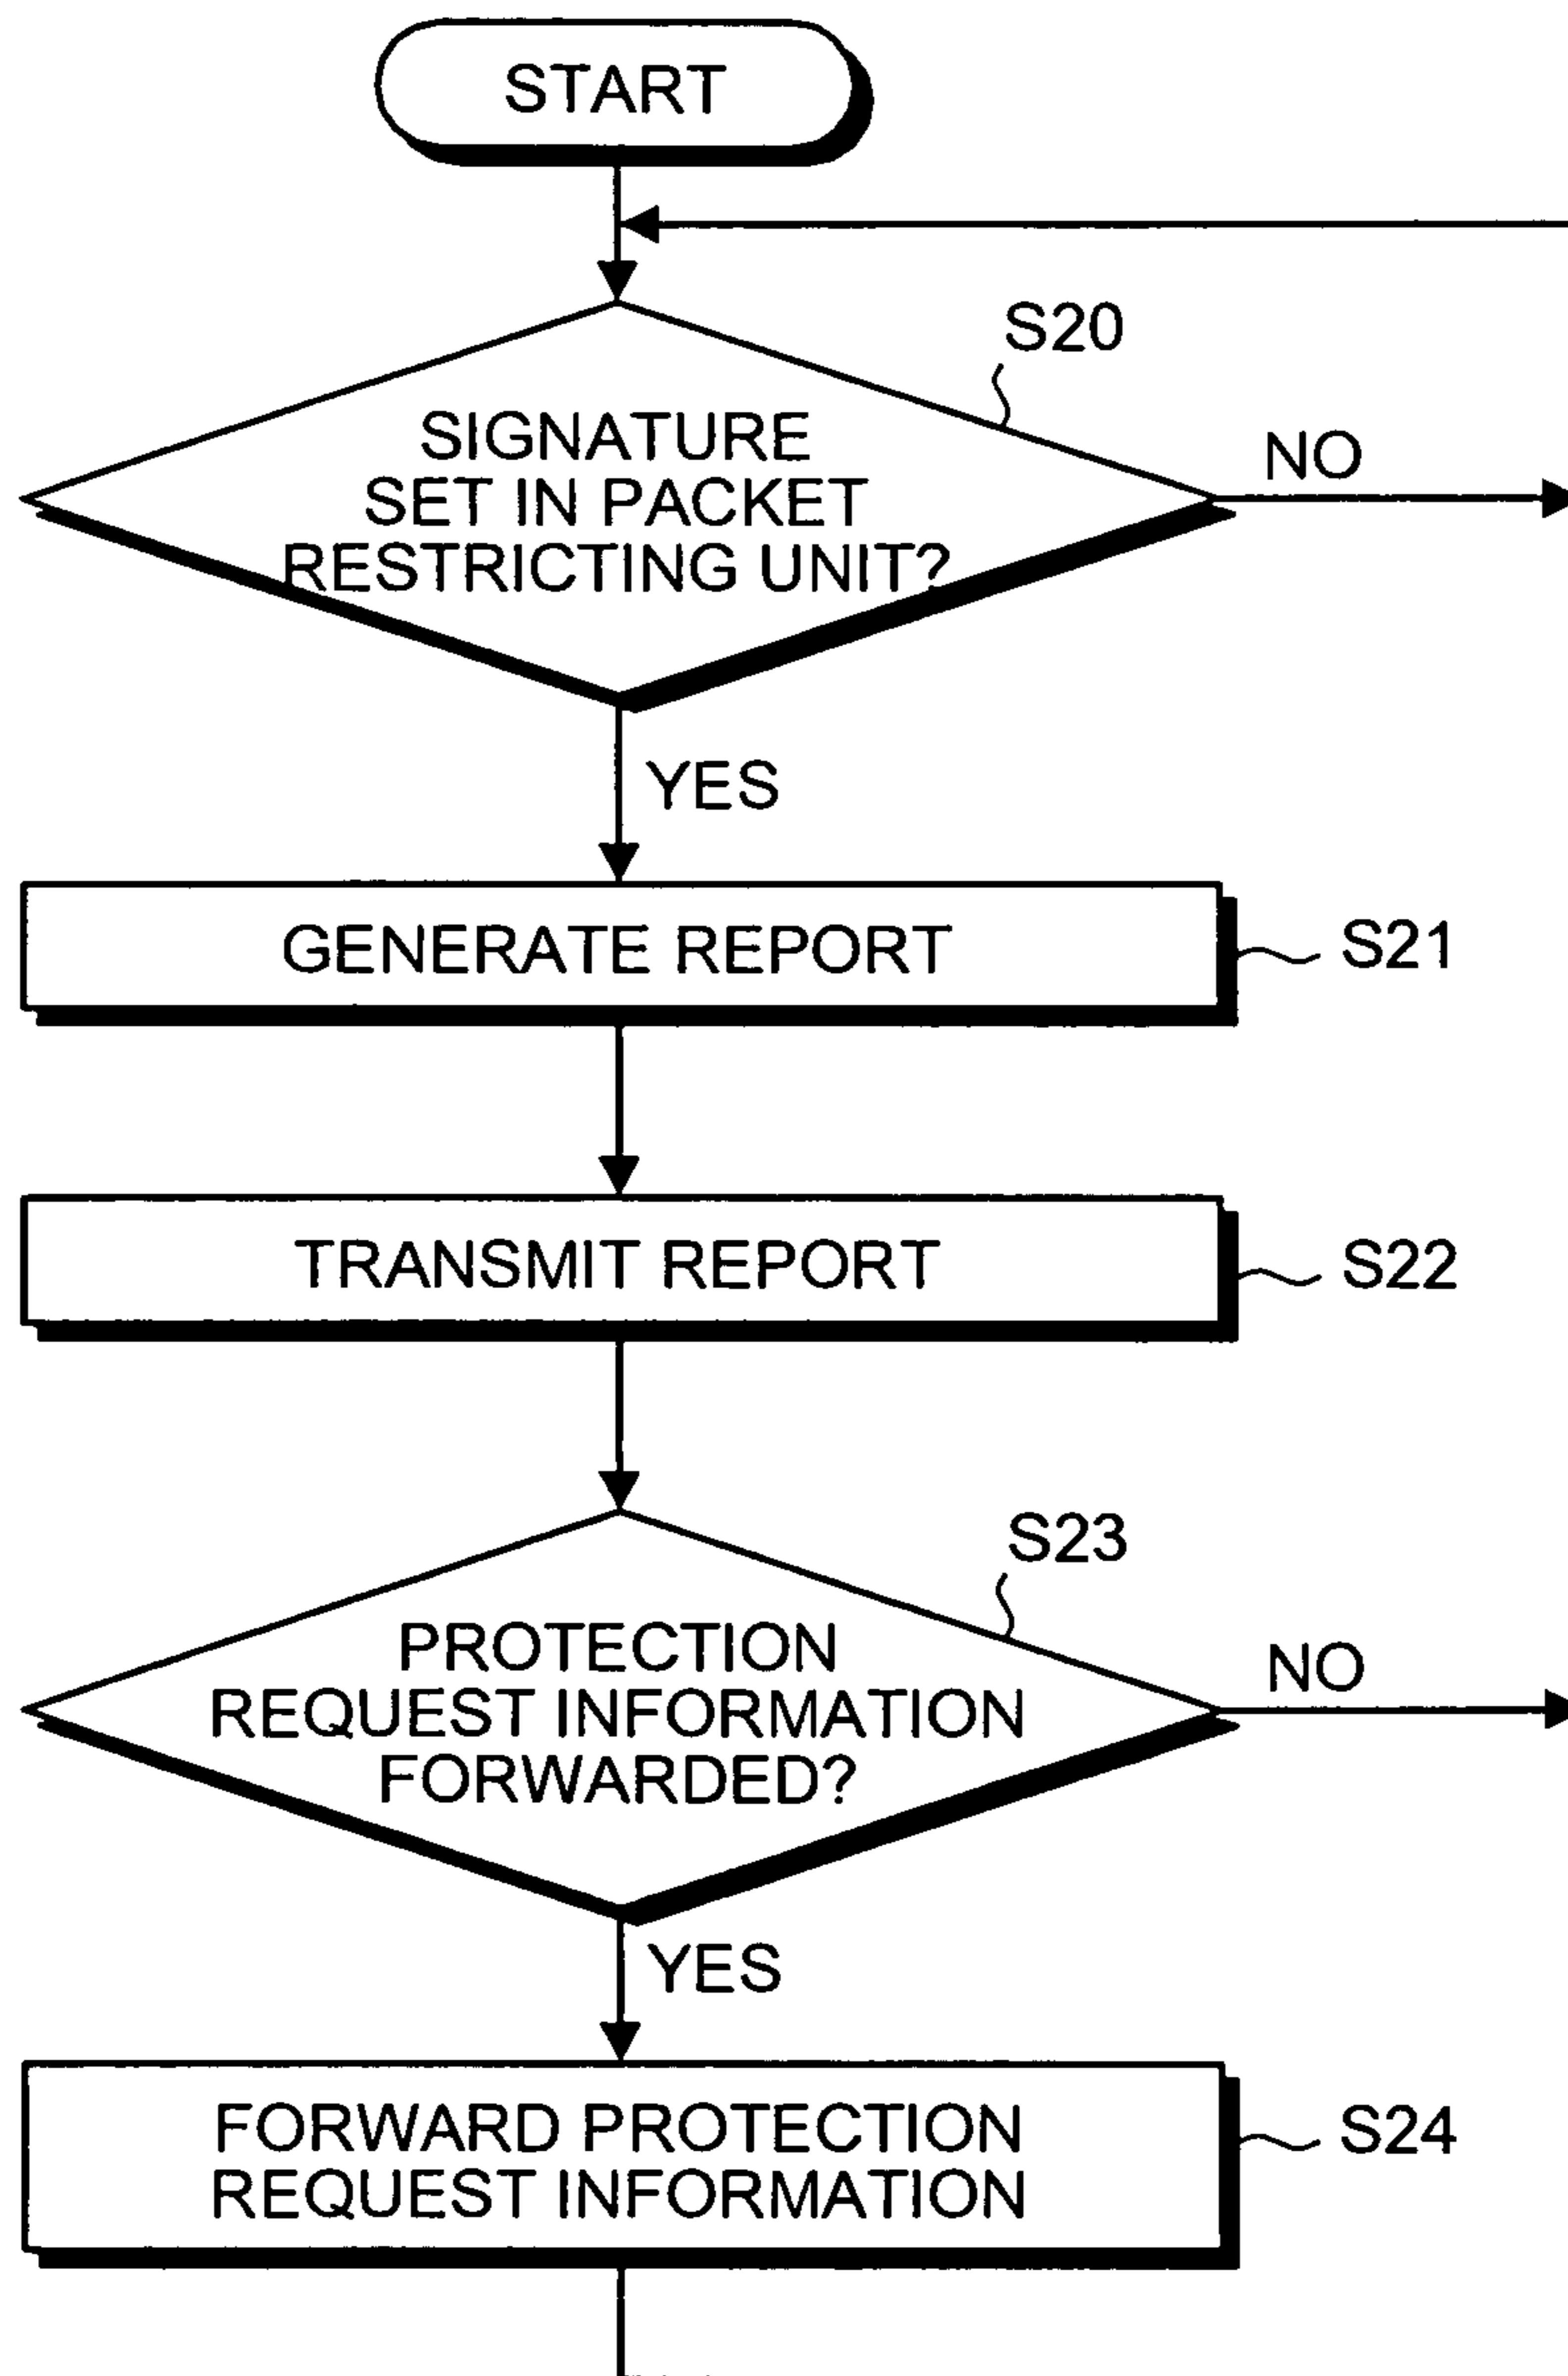 START
S20
SIGNATURE
SET IN PACKET
RESTRICTING UNIT?
NO
YES
GENERATE REPORT
S21
TRANSMIT REPORT
S22
S23
PROTECTION
REQUEST INFORMATION
FORWARDED?
NO
YES
FORWARD PROTECTION
REQUEST INFORMATION
S24